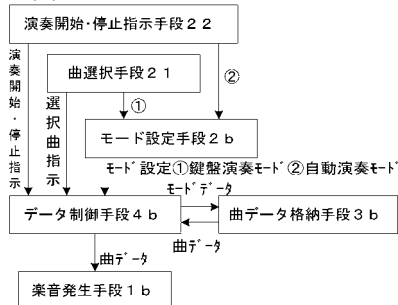 演奏開始・停止指示手段２２
演奏開始・停止指示
曲選択手段２１
②
選択曲指示
①
モード設定手段２ｂ
ﾓｰﾄﾞ設定①鍵盤演奏ﾓｰﾄﾞ②自動演奏ﾓｰﾄﾞ
ﾓｰﾄﾞﾃﾞｰﾀ
データ制御手段４ｂ
曲データ格納手段３ｂ
曲ﾃﾞｰﾀ
曲ﾃﾞｰﾀ
楽音発生手段１ｂ